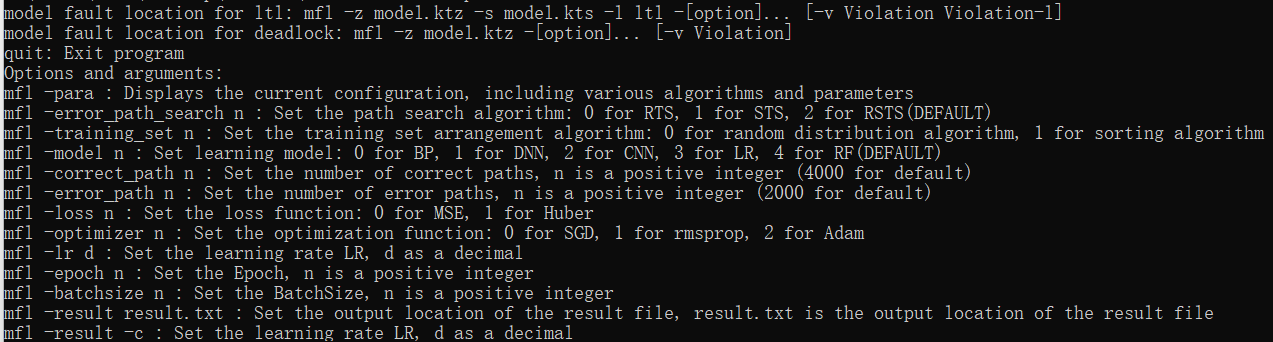 model fault location for ltl: mfl -z model.ktz -s model.kts -l ltl -[option]... [-v Violation Violation-l]
model fault location for deadlock: mfl -z model.ktz -[option]... [-v Violation]
quit: Exit program
Options and arguments:
mfl -para : Displays the current configuration, including various algorithms and parameters
mfl -error_path_search n : Set the path search algorithm: 0 for RTS, 1 for STS, 2 for RSTS(DEFAULT)
mfl -training_set n : Set the training set arrangement algorithm: 0 for random distribution algorithm, 1 for sorting algorithm
mfl -model n : Set learning model: 0 for BP, 1 for DNN, 2 for CNN, 3 for LR, 4 for RF(DEFAULT)
mfl -correct_path n : Set the number of correct paths, n is a positive integer (4000 for default)
mfl -error_path n : Set the number of error paths, n is a positive integer (2000 for default)
mfl -loss n : Set the loss function: 0 for MSE, 1 for Huber
mfl -optimizer n : Set the optimization function: 0 for SGD, 1 for rmsprop, 2 for Adam
mfl -lr d : Set the learning rate LR, d as a decimal
mfl -epoch n : Set the Epoch, n is a positive integer
mfl -batchsize n : Set the BatchSize, n is a positive integer
mfl -result result.txt : Set the output location of the result file, result.txt is the output location of the result file
mfl -result -c : Set the learning rate LR, d as a decimal